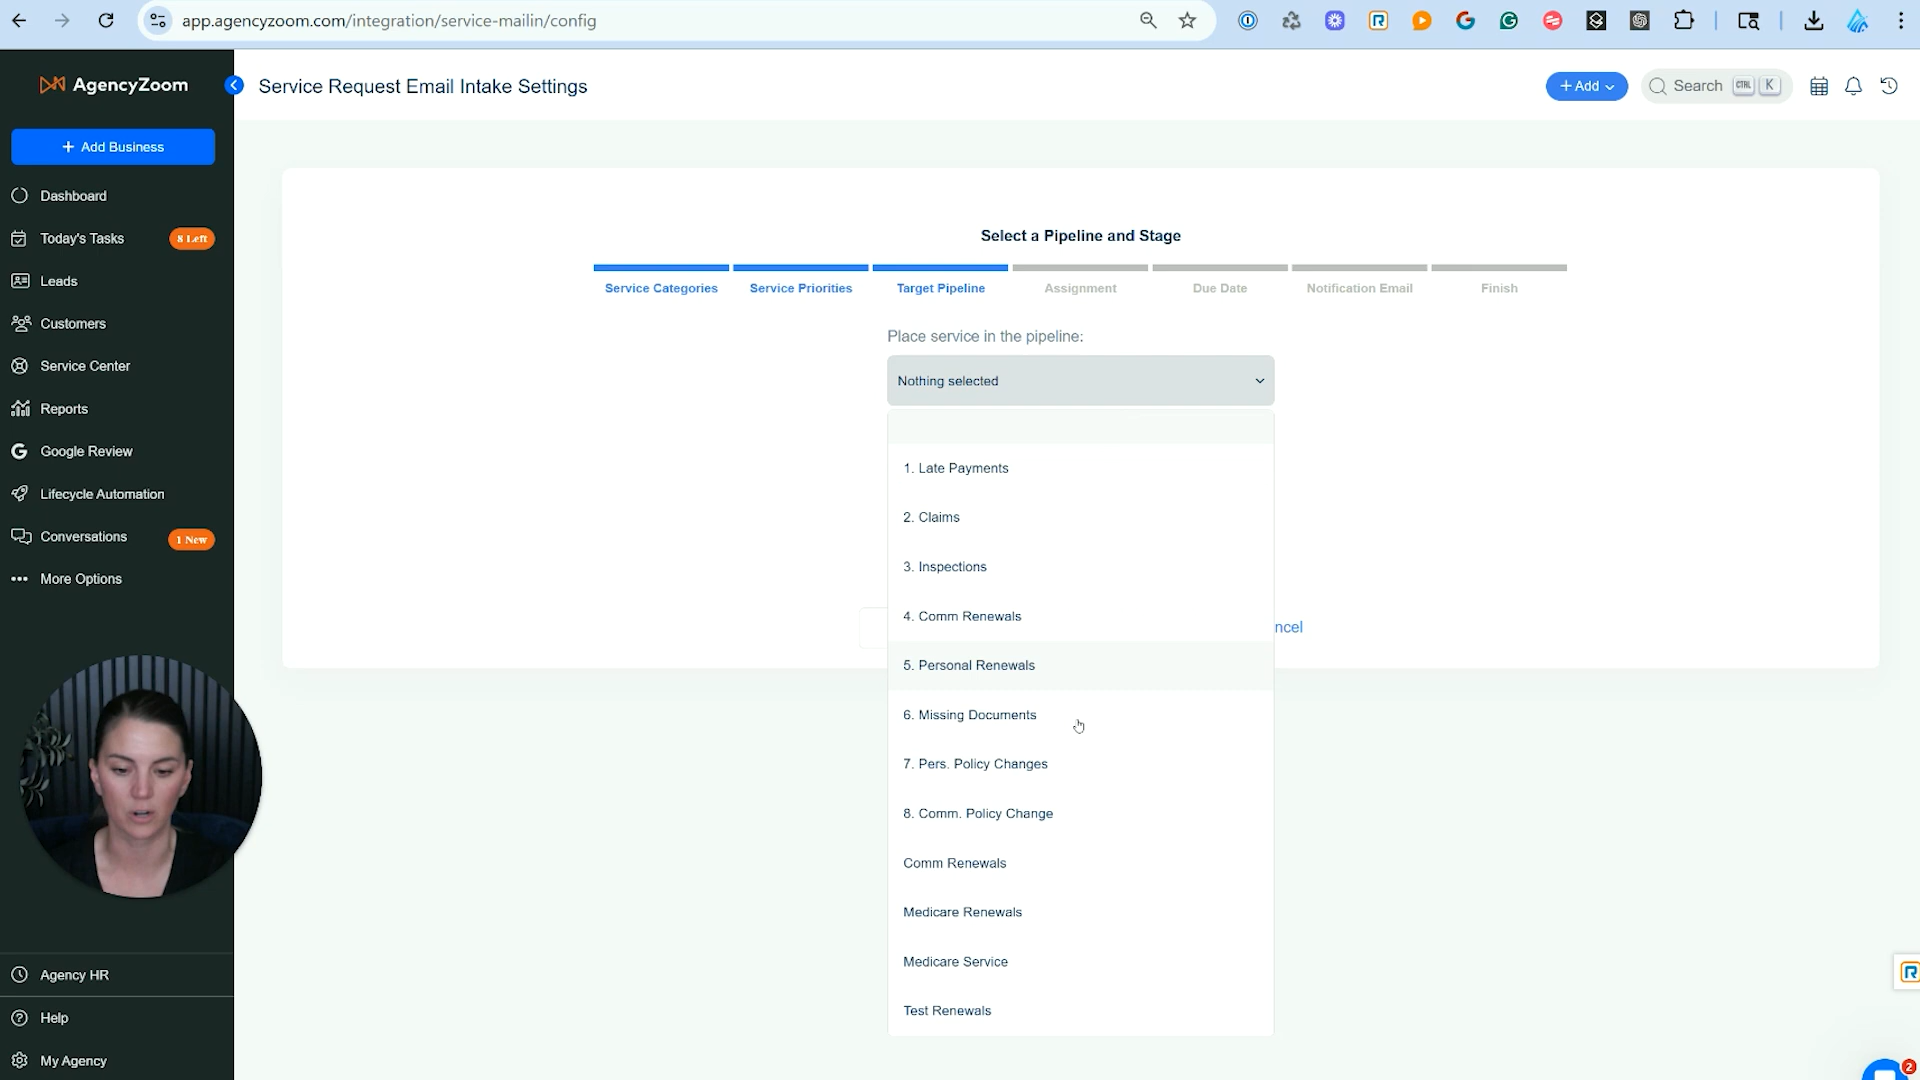 app.agencyzoom.com/integration/service-mailin/config
AgencyZoom
Service Request Email Intake Settings
+ Add
Search CTRL K
+ Add Business
Dashboard
Today's Tasks 8 Left
Leads
Customers
Service Center
Reports
Google Review
Lifecycle Automation
Conversations 1 New
More Options
Agency HR
Help
My Agency
Select a Pipeline and Stage
Service Categories
Service Priorities
Target Pipeline
Assignment
Due Date
Notification Email
Finish
Place service in the pipeline:
Nothing selected
1. Late Payments
2. Claims
3. Inspections
4. Comm Renewals
5. Personal Renewals
6. Missing Documents
7. Pers. Policy Changes
8. Comm. Policy Change
Comm Renewals
Medicare Renewals
Medicare Service
Test Renewals
ncel
R
2